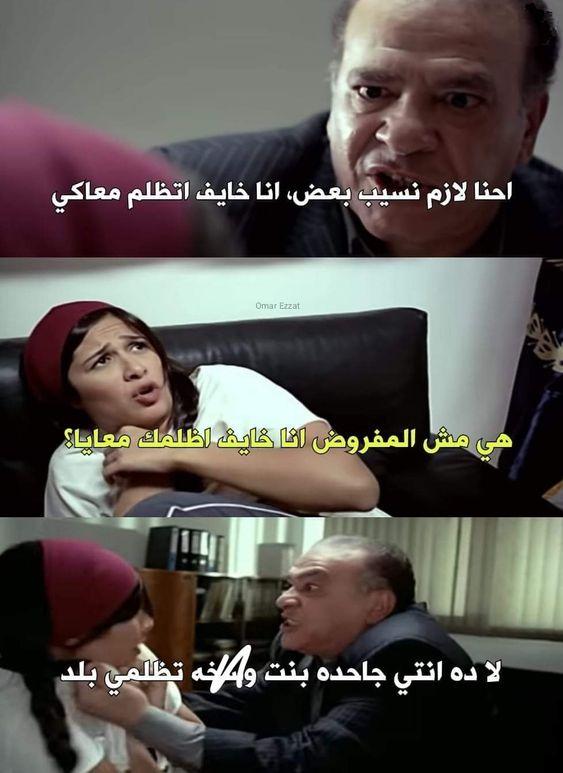 احنا لازم نسيب بعض، انا خايف اتظلم معاكي
Omar Ezzat
هي مش المفروض انا خايف اظلمك معايا؟
لا ده انتي جاحده بنت تظلمي بلد